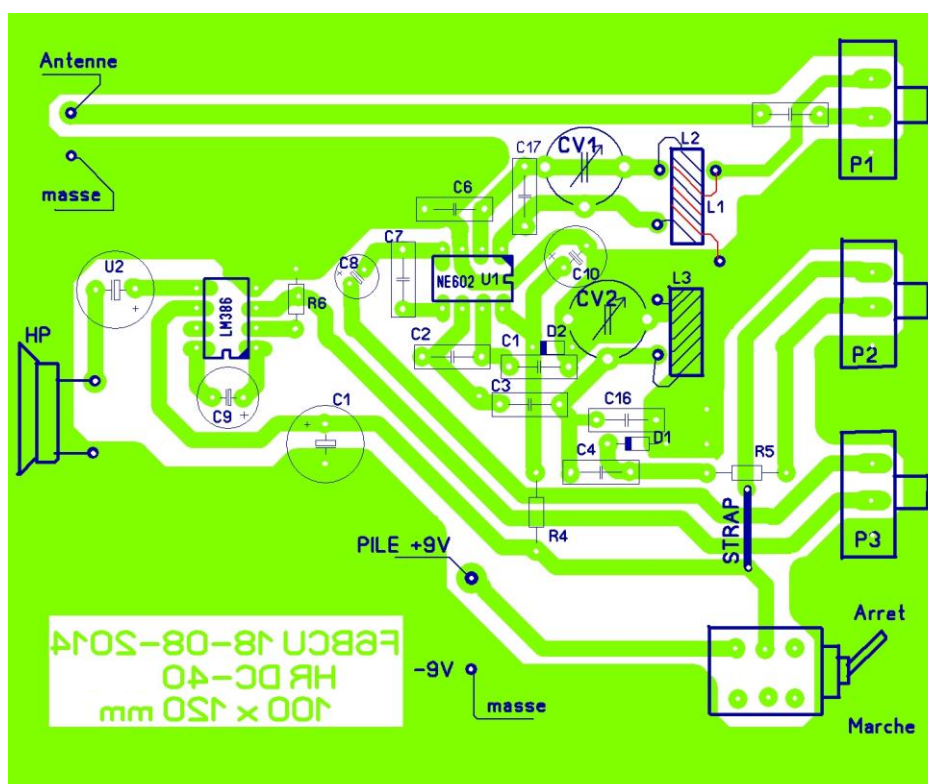 Antenne
masse
P1
L2
L1
CV1
C17
C6
C7
C8
NE602
U1
C10
U2
+
LM386
R6
HP
C9
+
C1
+
C2
C1
D2
CV2
L3
P2
C3
C16
D1
C4
R5
R4
STRAP
P3
PILE +9V
-9V
masse
Arret
Marche
F6BCU 18-08-2014
HR DC-40
100 x 120 mm